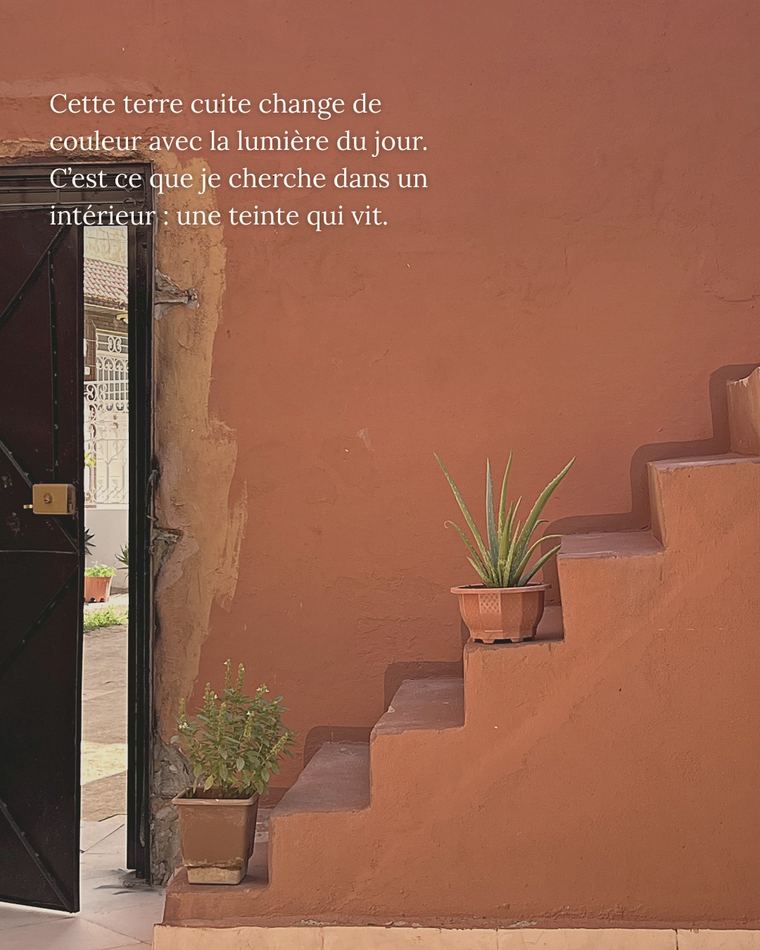 Cette terre cuite change de
couleur avec la lumière du jour.
C’est ce que je cherche dans un
intérieur : une teinte qui vit.